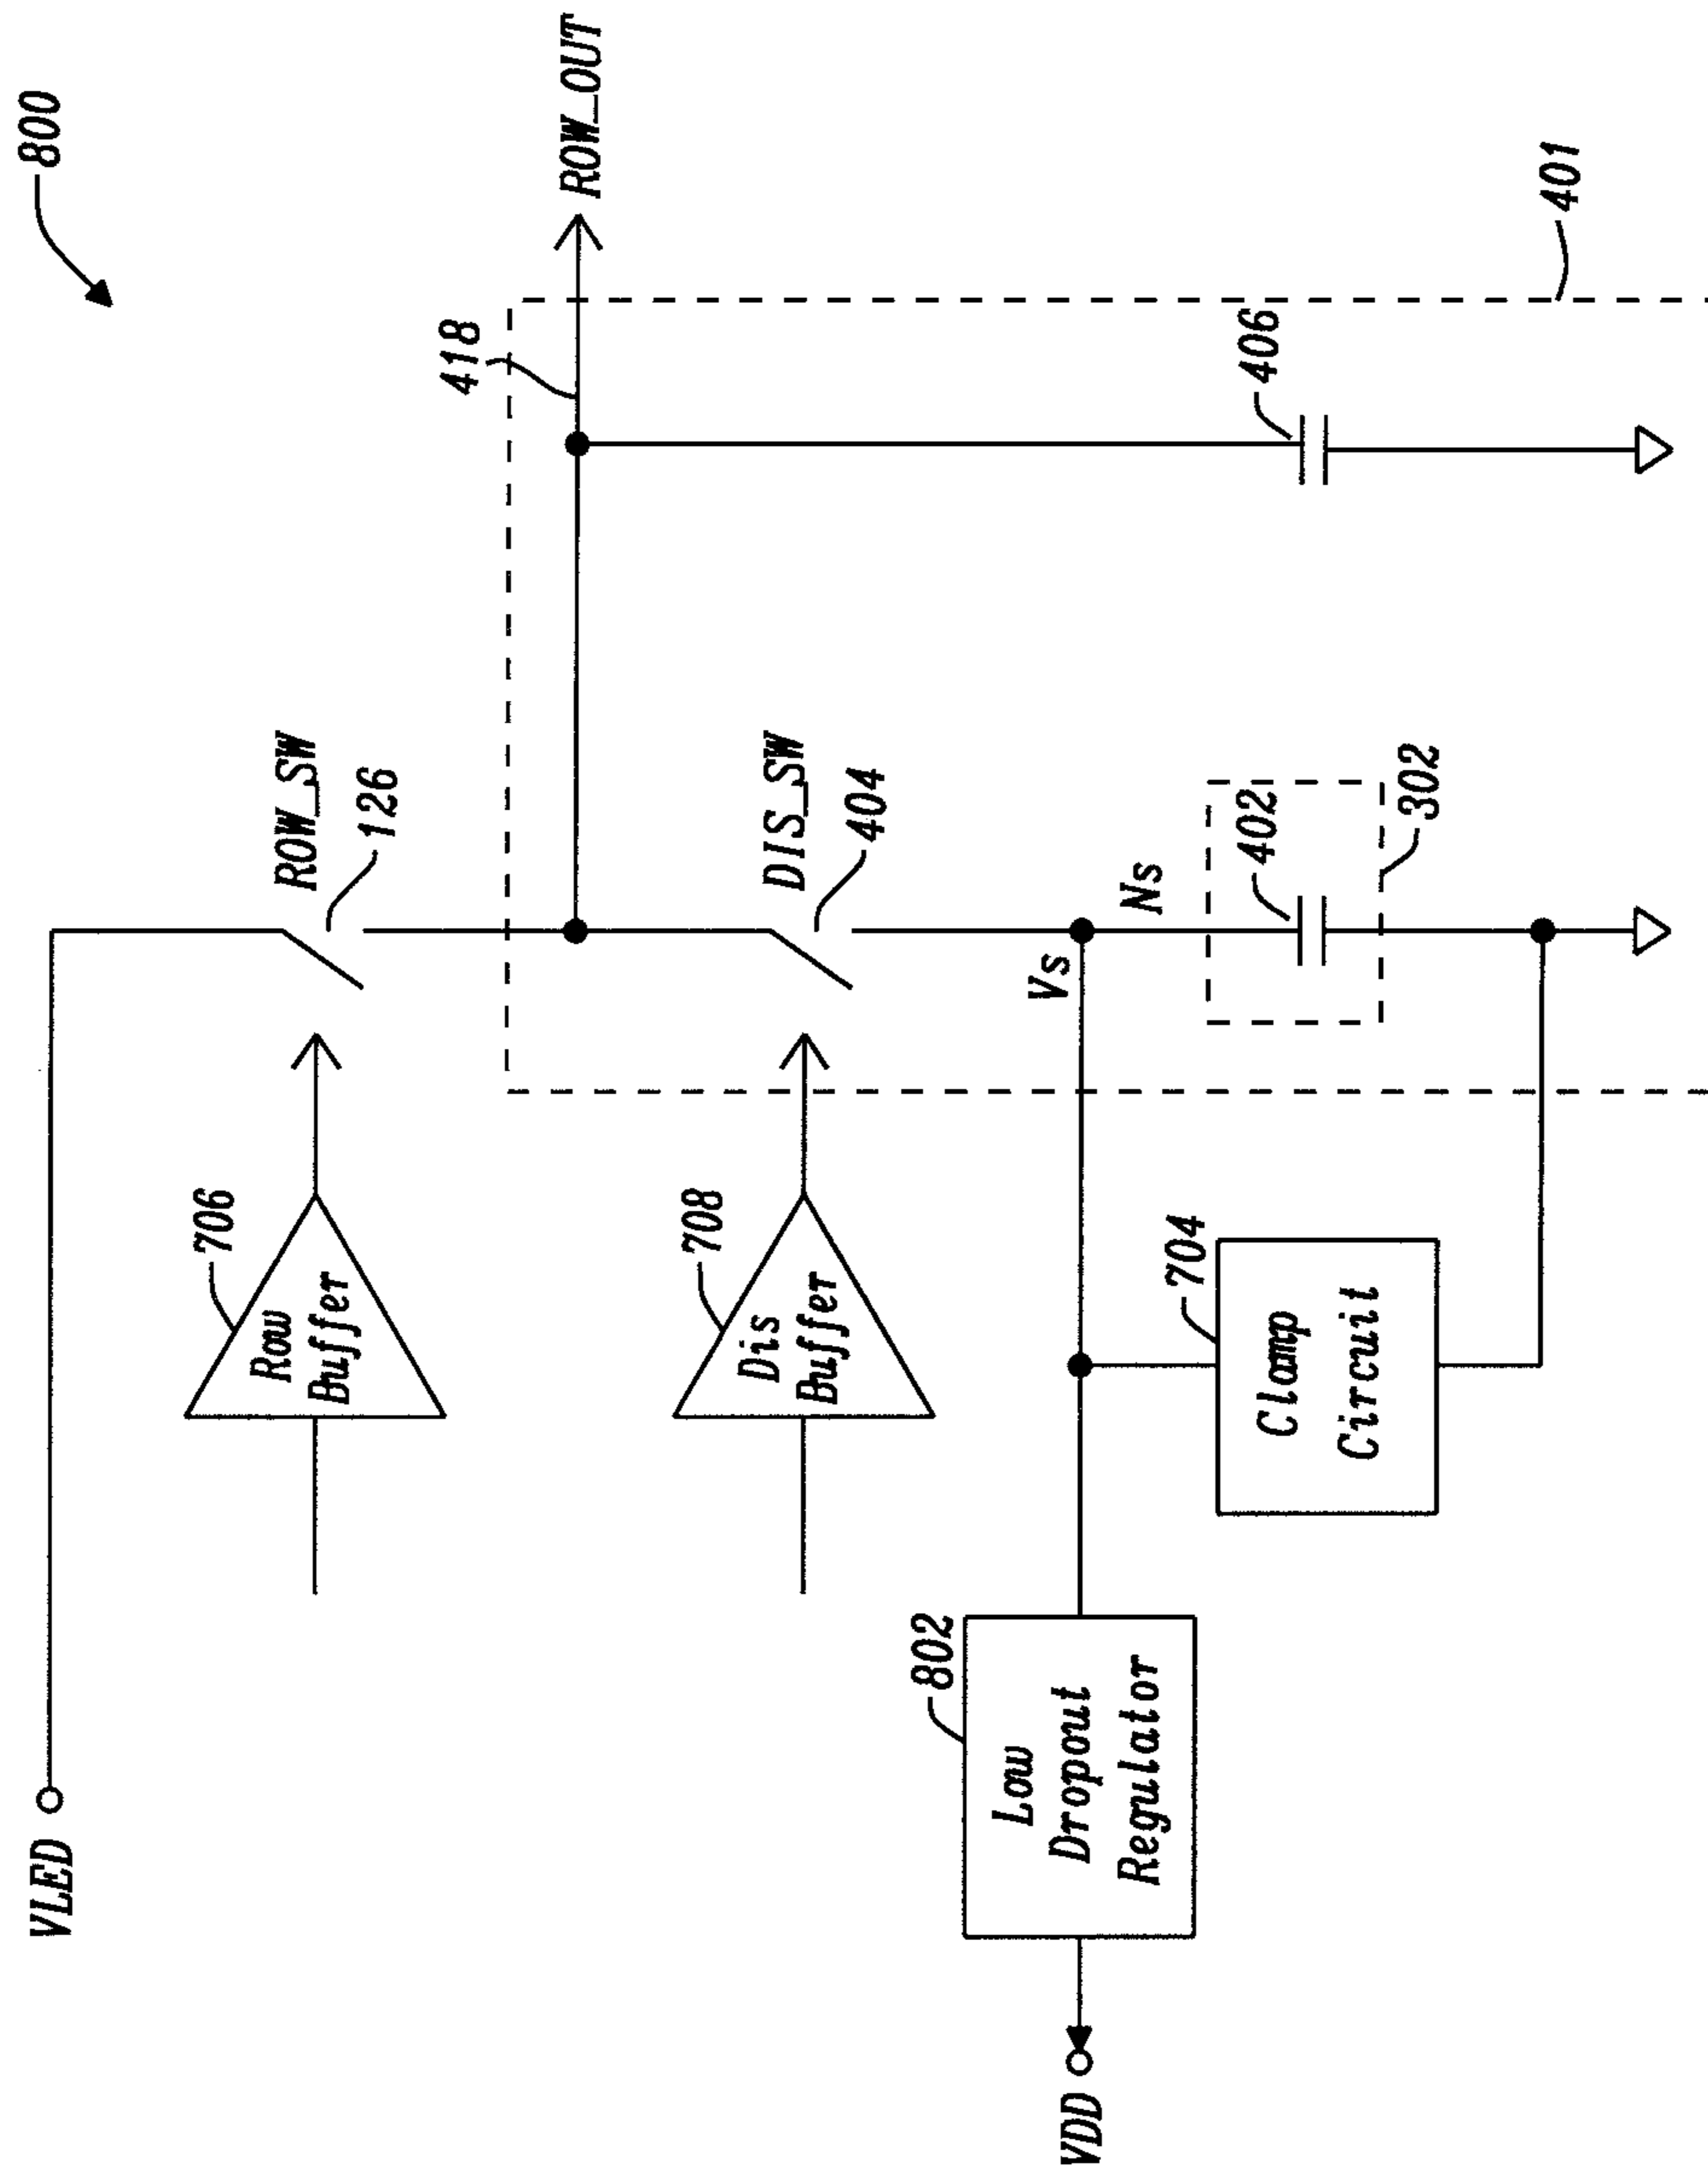 800
VLED
ROW_SW
126
706
Row
Buffer
418
ROW_OUT
DIS_SW
404
708
Dis
Buffer
802
Low
Dropout
Regulator
VDD
Vs
Ns
704
Clamp
Circuit
402
302
406
401